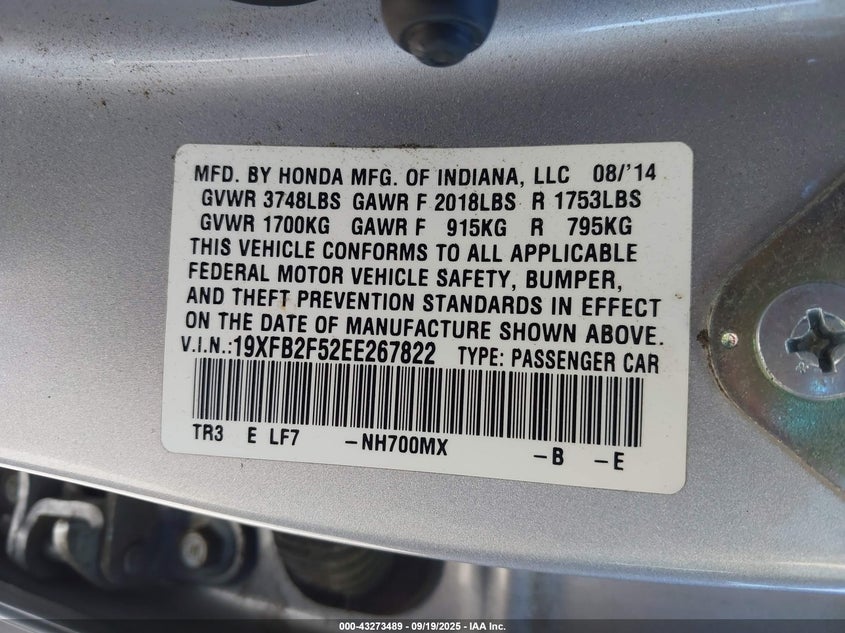 MFD. BY HONDA MFG. OF INDIANA, LLC 08/'14
GVWR 3748LBS GAWR F 2018LBS R 1753LBS
GVWR 1700KG GAWR F 915KG R 795KG
THIS VEHICLE CONFORMS TO ALL APPLICABLE
FEDERAL MOTOR VEHICLE SAFETY, BUMPER,
AND THEFT PREVENTION STANDARDS IN EFFECT
ON THE DATE OF MANUFACTURE SHOWN ABOVE.
V.I.N.:19XFB2F52EE267822 TYPE: PASSENGER CAR
TR3 E LF7 -NH700MX -B -E
000-43273489 - 09/19/2025 - IAA Inc.